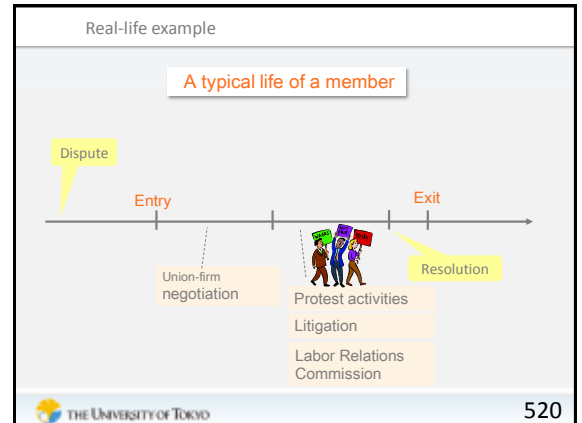 Real-life example
A typical life of a member
Dispute
Entry
Exit
Union-firm
negotiation
Resolution
Protest activities
Litigation
Labor Relations
Commission
THE UNIVERSITY OF TOKYO
520